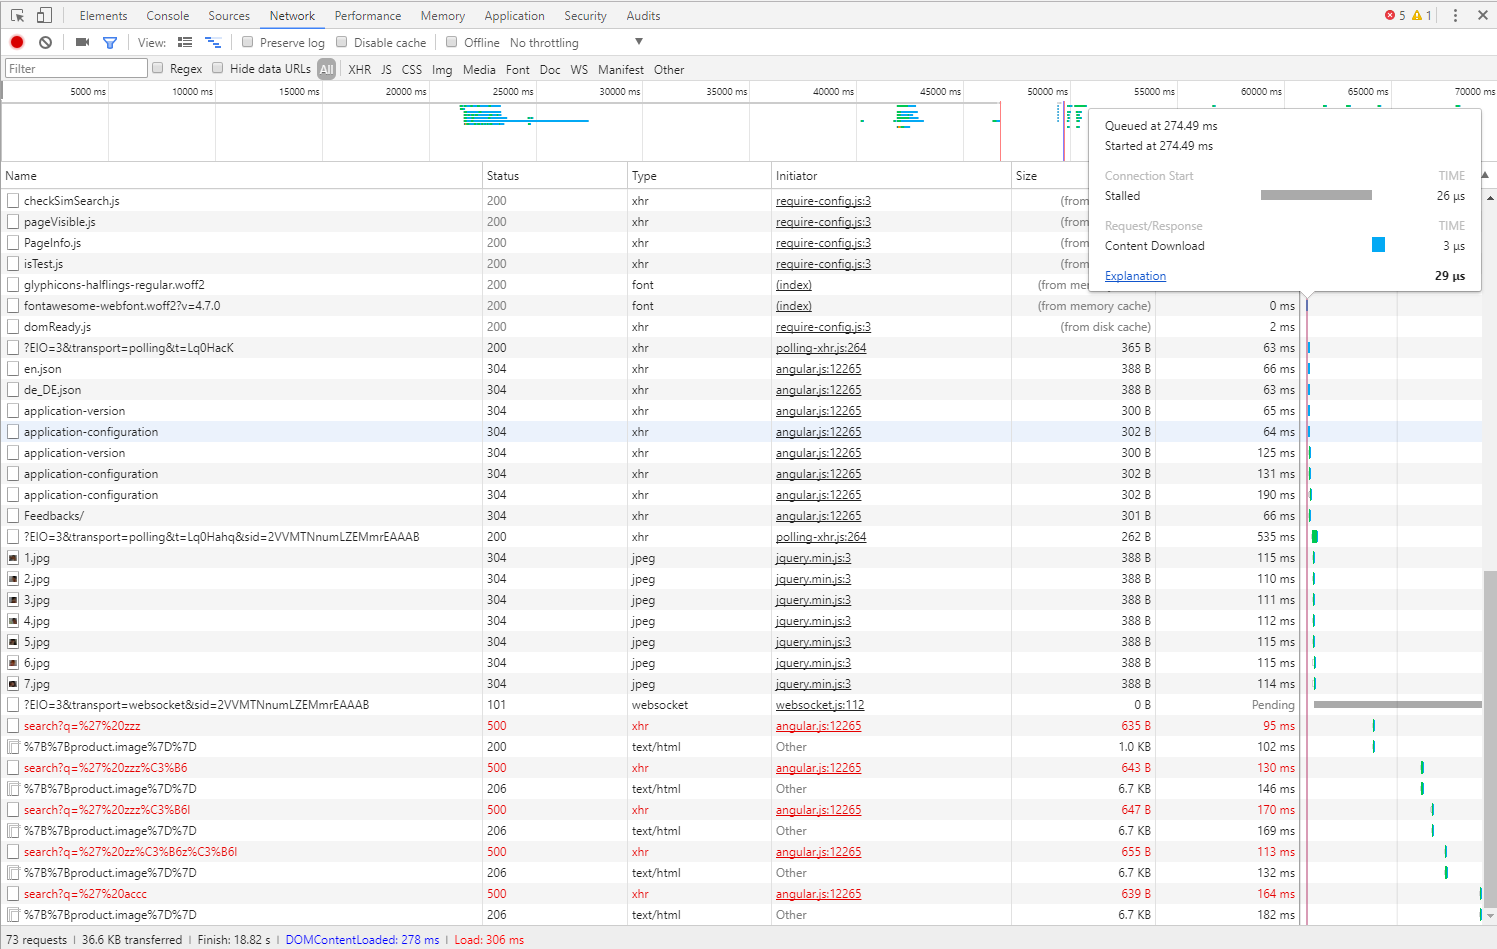 Elements Console Sources Network Performance Memory Application Security Audits 5 1
View: Preserve log Disable cache Offline No throttling
Filter Regex Hide data URLs All XHR JS CSS Img Media Font Doc WS Manifest Other
5000 ms 10000 ms 15000 ms 20000 ms 25000 ms 30000 ms 35000 ms 40000 ms 45000 ms 50000 ms 55000 ms 60000 ms 65000 ms 70000 ms
Queued at 274.49 ms
Started at 274.49 ms
Connection Start TIME
Stalled 26 µs
Request/Response TIME
Content Download 3 µs
Explanation 29 µs
Name Status Type Initiator Size
checkSimSearch.js 200 xhr require-config.js:3 (from
pageVisible.js 200 xhr require-config.js:3 (from
PageInfo.js 200 xhr require-config.js:3 (from
isTest.js 200 xhr require-config.js:3 (from
glyphicons-halflings-regular.woff2 200 font (index) (from
fontawesome-webfont.woff2?v=4.7.0 200 font (index) (from memory cache) 0 ms
domReady.js 200 xhr require-config.js:3 (from disk cache) 2 ms
?EIO=3&transport=polling&t=Lq0HacK 200 xhr polling-xhr.js:264 365 B 63 ms
en.json 304 xhr angular.js:12265 388 B 66 ms
de_DE.json 304 xhr angular.js:12265 388 B 63 ms
application-version 304 xhr angular.js:12265 300 B 65 ms
application-configuration 304 xhr angular.js:12265 302 B 64 ms
application-version 304 xhr angular.js:12265 300 B 125 ms
application-configuration 304 xhr angular.js:12265 302 B 131 ms
application-configuration 304 xhr angular.js:12265 302 B 190 ms
Feedbacks/ 304 xhr angular.js:12265 301 B 66 ms
?EIO=3&transport=polling&t=Lq0Hahq&sid=2VVMTNnumLZEMmrEAAAB 200 xhr polling-xhr.js:264 262 B 535 ms
1.jpg 304 jpeg jquery.min.js:3 388 B 115 ms
2.jpg 304 jpeg jquery.min.js:3 388 B 110 ms
3.jpg 304 jpeg jquery.min.js:3 388 B 111 ms
4.jpg 304 jpeg jquery.min.js:3 388 B 112 ms
5.jpg 304 jpeg jquery.min.js:3 388 B 115 ms
6.jpg 304 jpeg jquery.min.js:3 388 B 115 ms
7.jpg 304 jpeg jquery.min.js:3 388 B 114 ms
?EIO=3&transport=websocket&sid=2VVMTNnumLZEMmrEAAAB 101 websocket websocket.js:112 0 B Pending
search?q=%27%20zzz 500 xhr angular.js:12265 635 B 95 ms
%7B%7Bproduct.image%7D%7D 200 text/html Other 1.0 KB 102 ms
search?q=%27%20zzz%C3%B6 500 xhr angular.js:12265 643 B 130 ms
%7B%7Bproduct.image%7D%7D 206 text/html Other 6.7 KB 146 ms
search?q=%27%20zzz%C3%B6l 500 xhr angular.js:12265 647 B 170 ms
%7B%7Bproduct.image%7D%7D 206 text/html Other 6.7 KB 169 ms
search?q=%27%20zz%C3%B6z%C3%B6l 500 xhr angular.js:12265 655 B 113 ms
%7B%7Bproduct.image%7D%7D 206 text/html Other 6.7 KB 132 ms
search?q=%27%20accc 500 xhr angular.js:12265 639 B 164 ms
%7B%7Bproduct.image%7D%7D 206 text/html Other 6.7 KB 182 ms
73 requests | 36.6 KB transferred | Finish: 18.82 s | DOMContentLoaded: 278 ms | Load: 306 ms